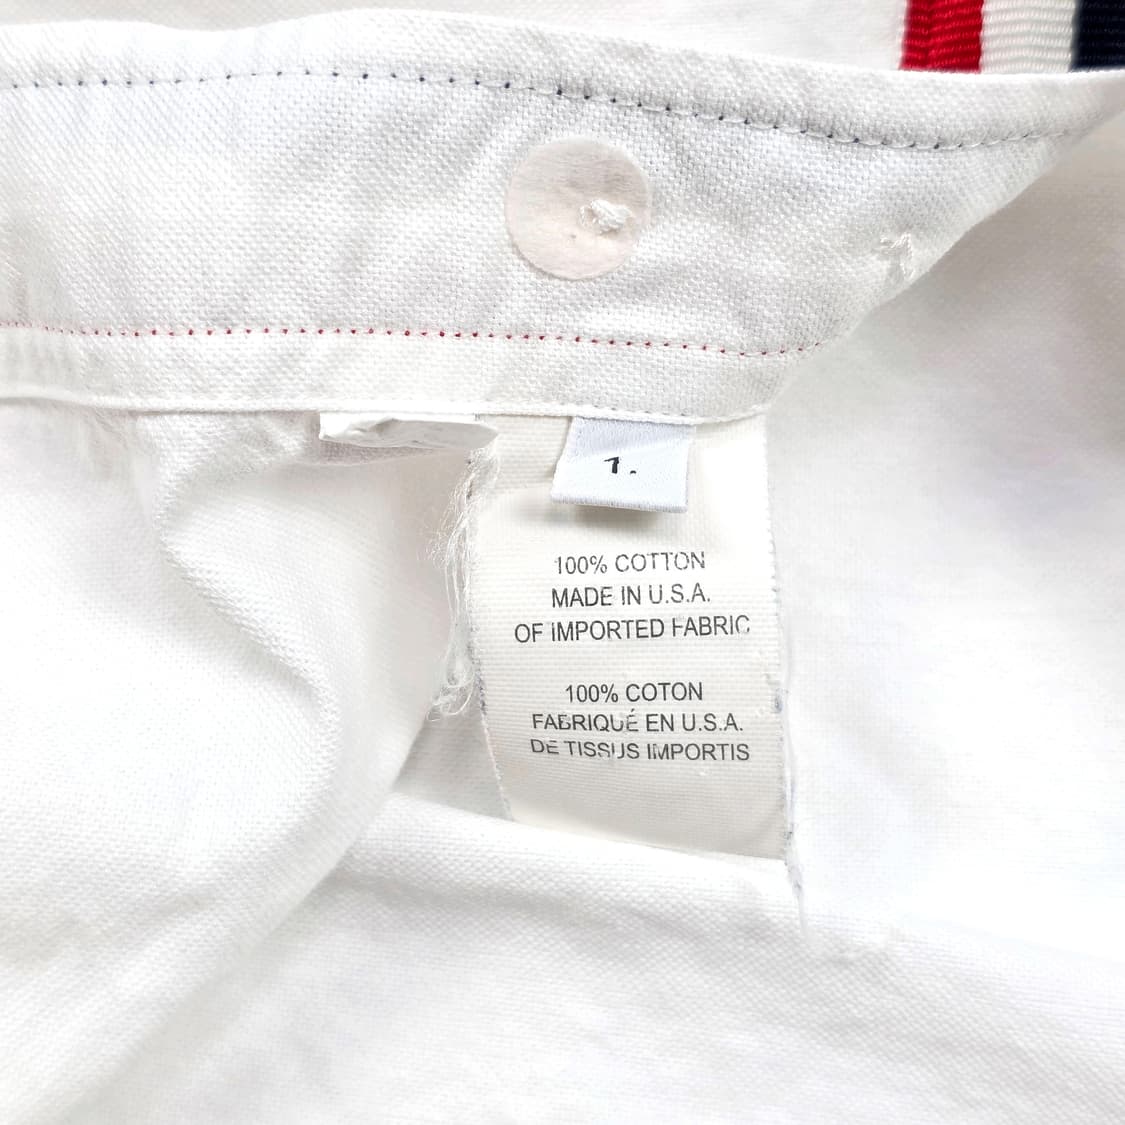 1.
100% COTTON
MADE IN U.S.A.
OF IMPORTED FABRIC
100% COTON
FABRIQUÉ EN U.S.A.
DE TISSUS IMPORTIS